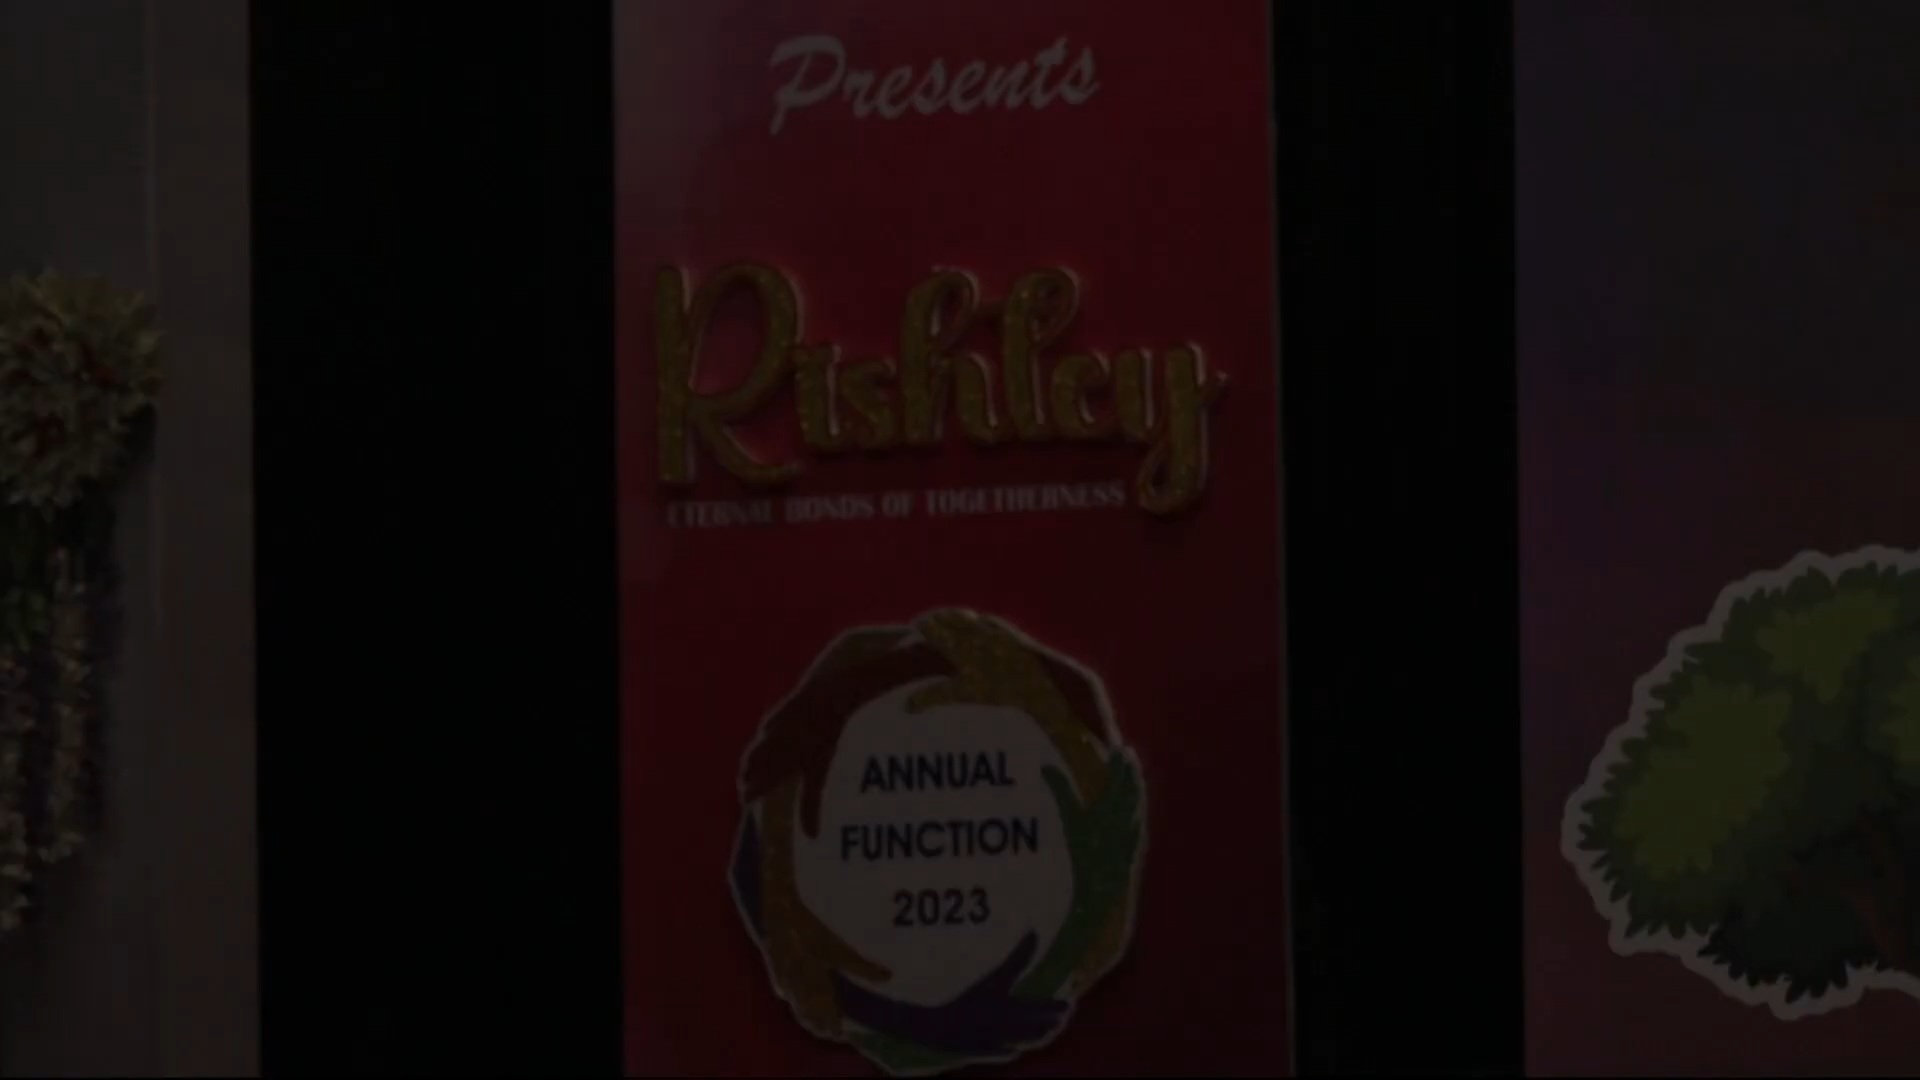 Presents
Rishtey
ETERNAL BONDS OF TOGETHERNESS
ANNUAL
FUNCTION
2023